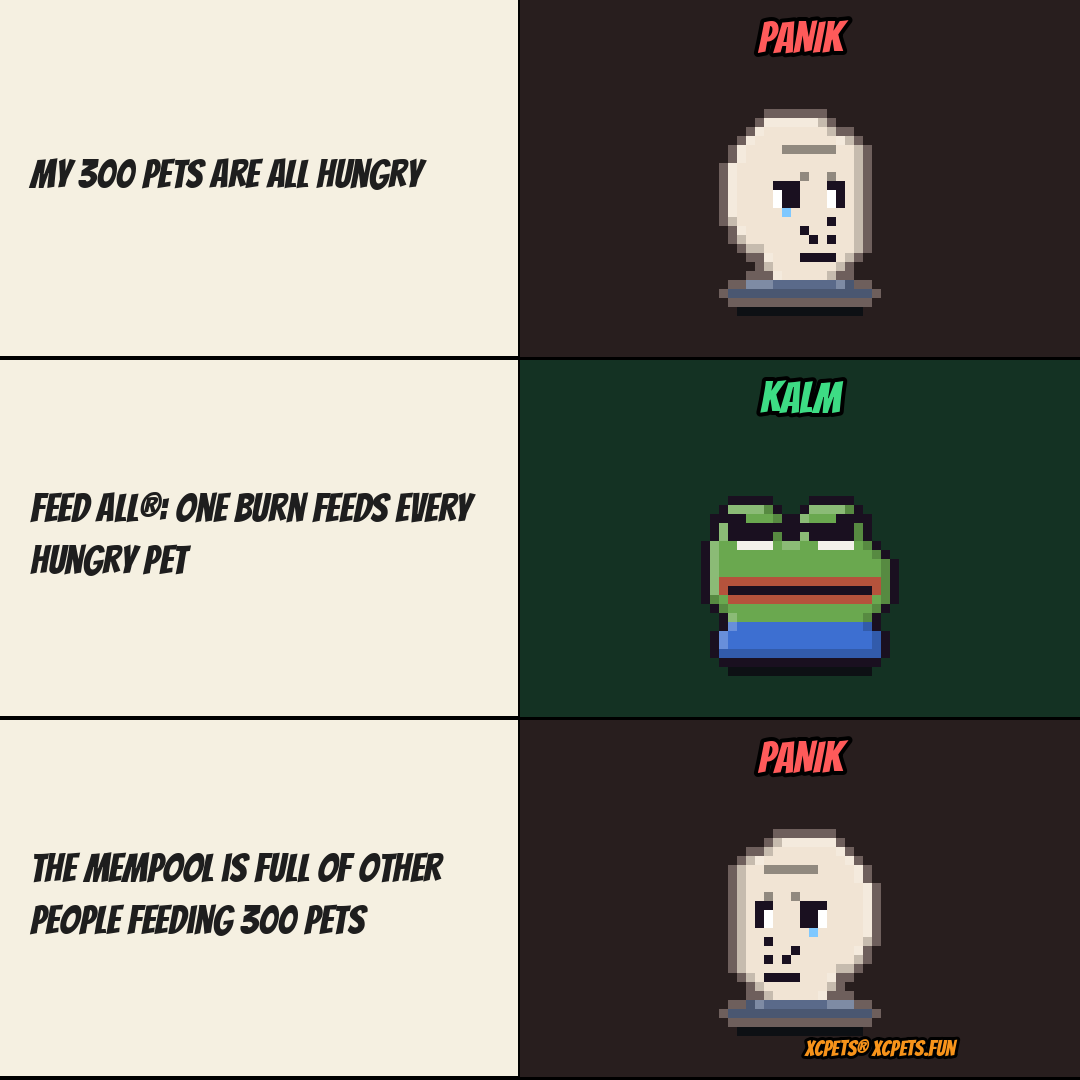 PANIK
MY 300 PETS ARE ALL HUNGRY
KALM
FEED ALL®: ONE BURN FEEDS EVERY
HUNGRY PET
PANIK
THE MEMPOOL IS FULL OF OTHER
PEOPLE FEEDING 300 PETS
XCPETS® XCPETS.FUN